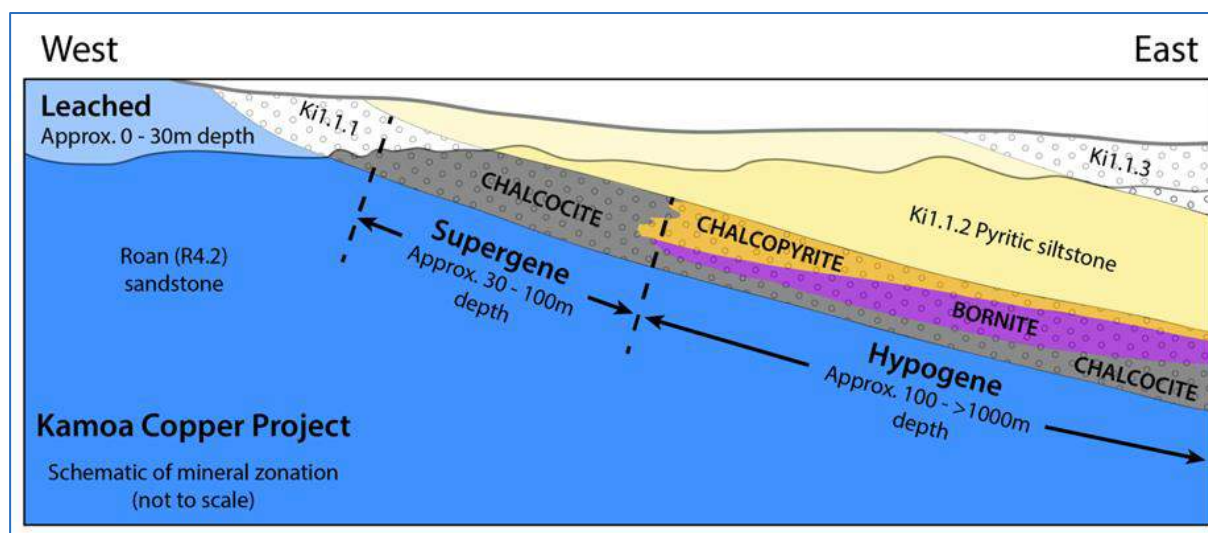 West
East
Leached
Approx. 0 - 30m depth
Ki1.1.1
Ki1.1.3
CHALCOCITE
Ki1.1.2 Pyritic siltstone
CHALCOPYRITE
Supergene
Approx. 30 - 100m
depth
Roan (R4.2)
sandstone
BORNITE
CHALCOCITE
Hypogene
Approx. 100 - >1000m
depth
Kamoa Copper Project
Schematic of mineral zonation
(not to scale)